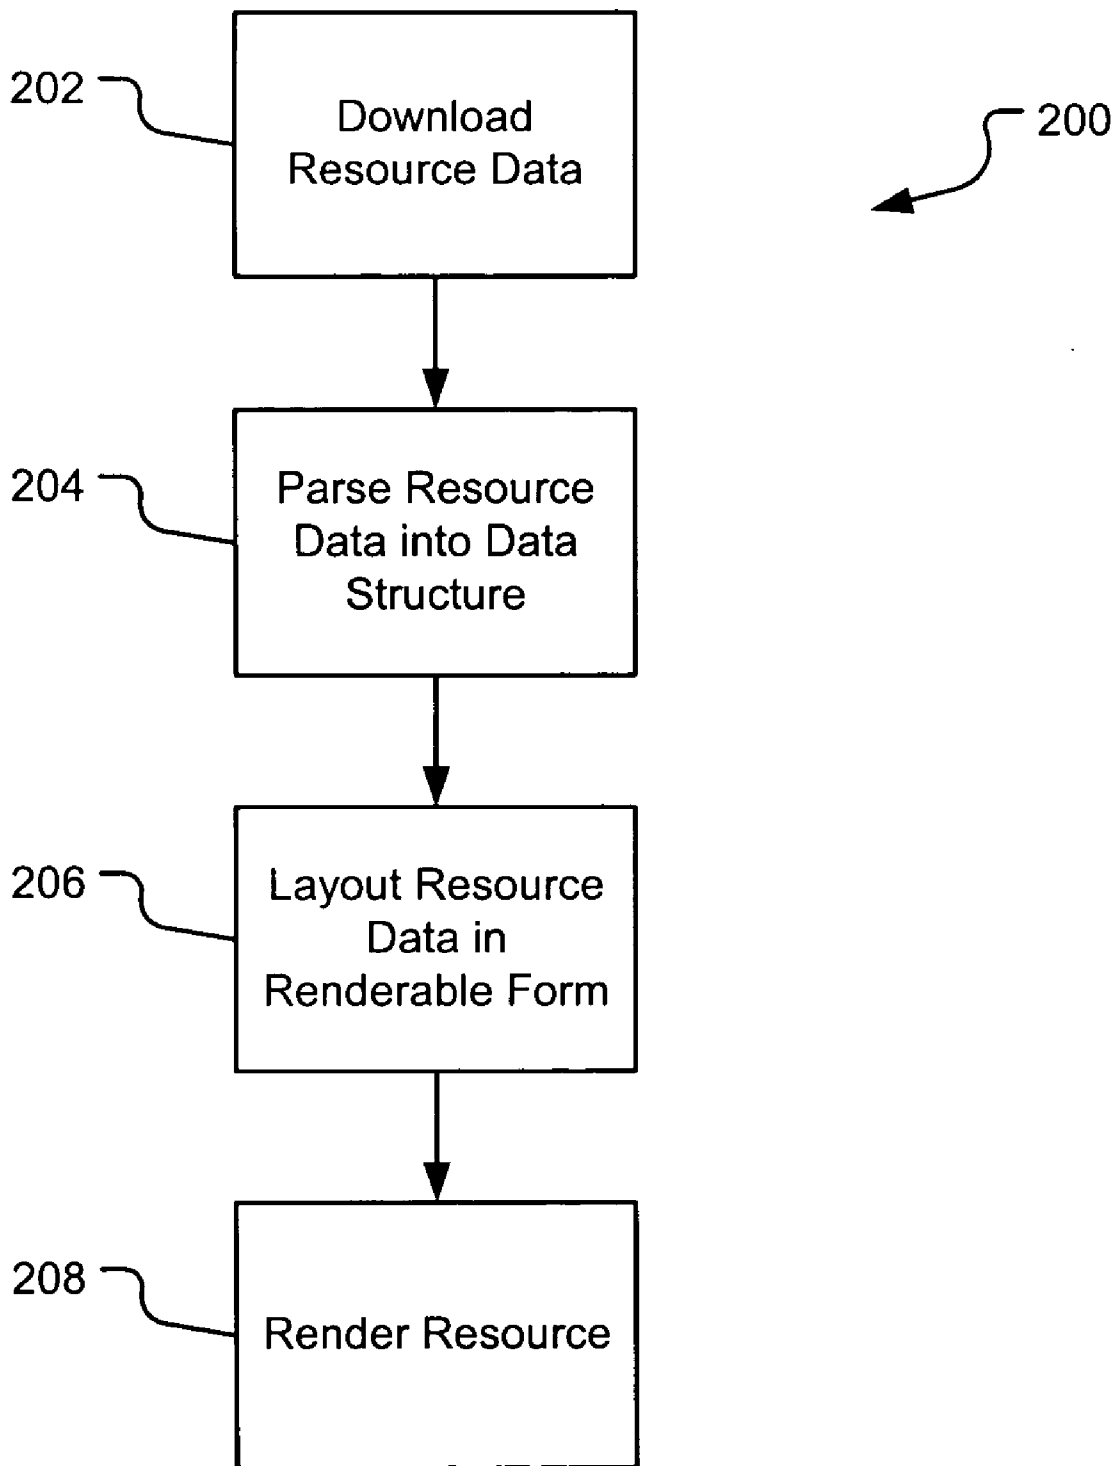 202
Download
Resource Data
200
204
Parse Resource
Data into Data
Structure
206
Layout Resource
Data in
Renderable Form
208
Render Resource